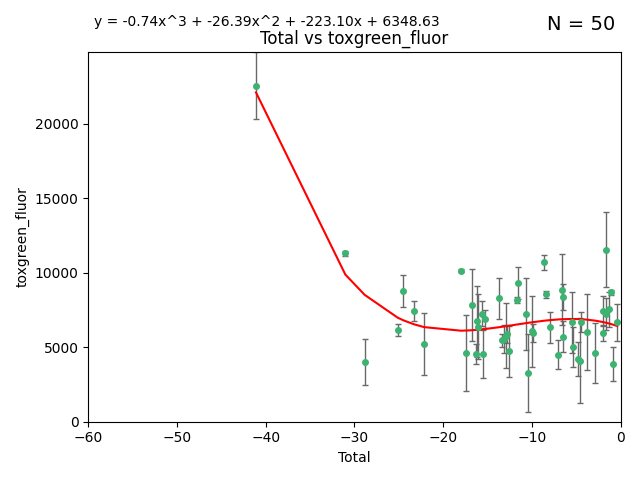 y = -0.74x^3 + -26.39x^2 + -223.10x + 6348.63
N = 50
Total vs toxgreen_fluor
toxgreen_fluor
20000
15000
10000
5000
0
−60
−50
−40
−30
−20
−10
0
Total